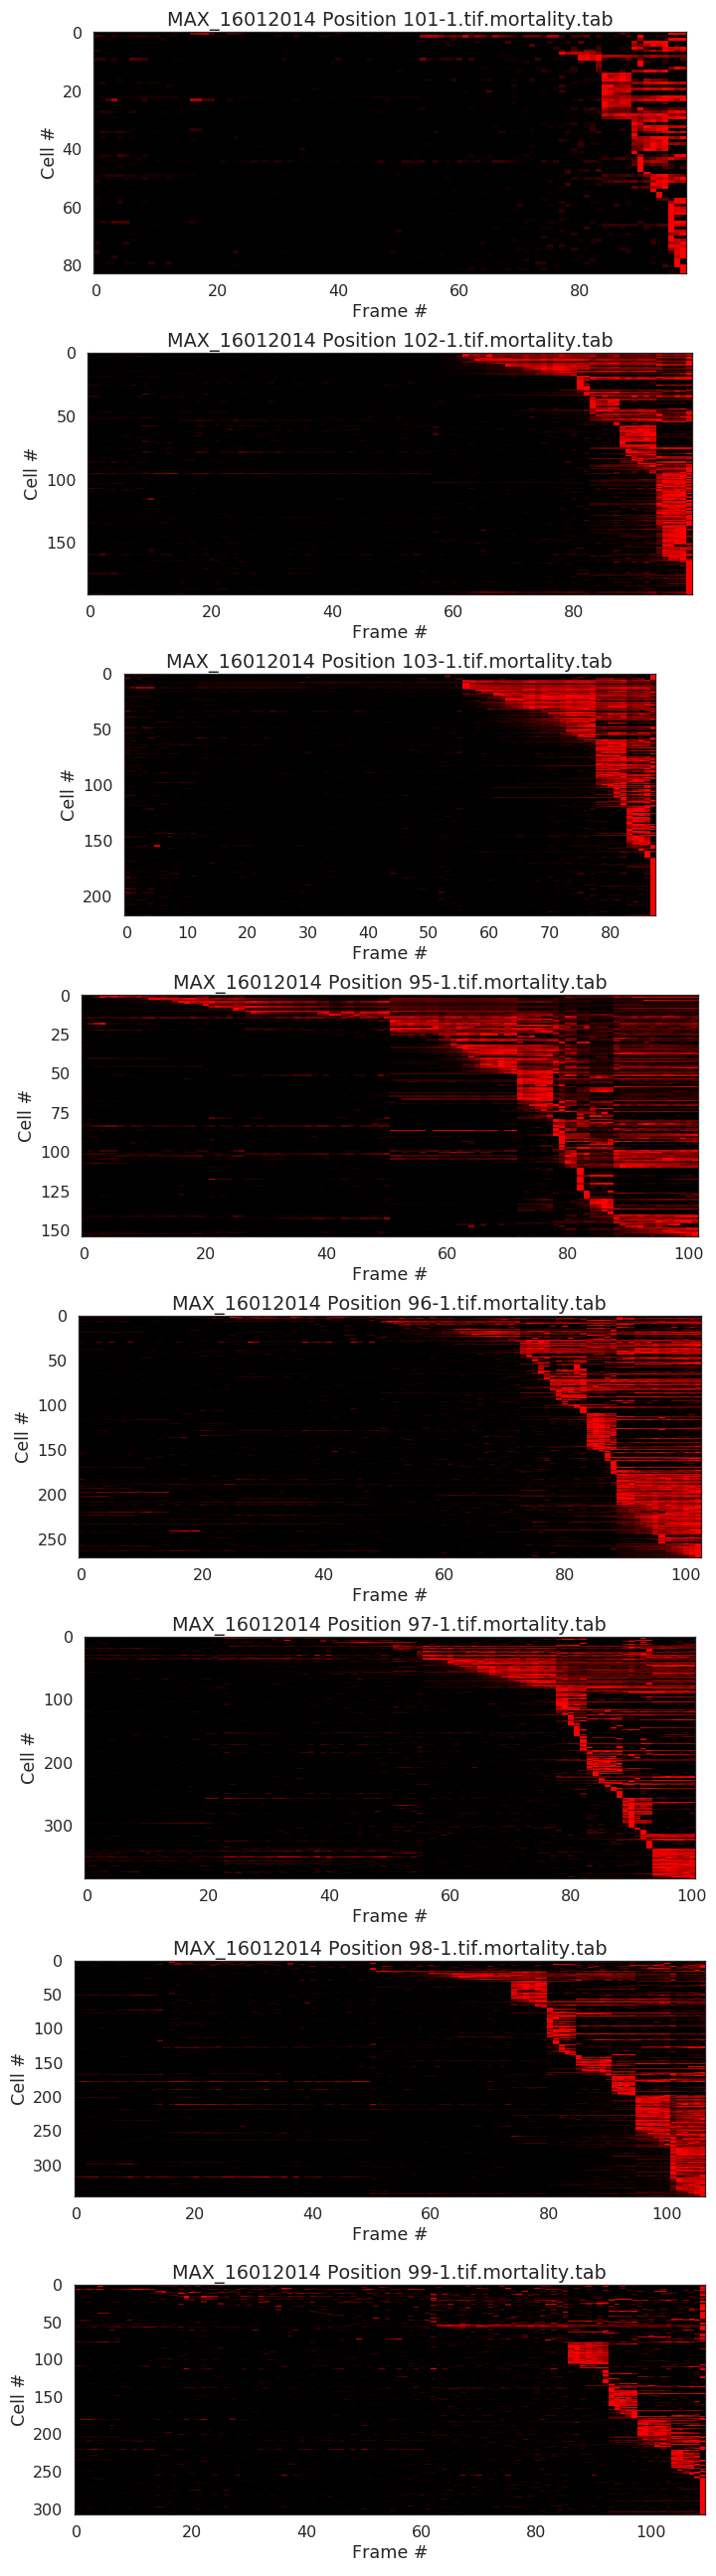 MAX_16012014 Position 101-1.tif.mortality.tab
0
20
40
60
80
Cell #
0 20 40 60 80
Frame #
MAX_16012014 Position 102-1.tif.mortality.tab
0
50
100
150
Cell #
0 20 40 60 80
Frame #
MAX_16012014 Position 103-1.tif.mortality.tab
0
50
100
150
200
Cell #
0 10 20 30 40 50 60 70 80
Frame #
MAX_16012014 Position 95-1.tif.mortality.tab
0
25
50
75
100
125
150
Cell #
0 20 40 60 80 100
Frame #
MAX_16012014 Position 96-1.tif.mortality.tab
0
50
100
150
200
250
Cell #
0 20 40 60 80 100
Frame #
MAX_16012014 Position 97-1.tif.mortality.tab
0
100
200
300
Cell #
0 20 40 60 80 100
Frame #
MAX_16012014 Position 98-1.tif.mortality.tab
0
50
100
150
200
250
300
Cell #
0 20 40 60 80 100
Frame #
MAX_16012014 Position 99-1.tif.mortality.tab
0
50
100
150
200
250
300
Cell #
0 20 40 60 80 100
Frame #